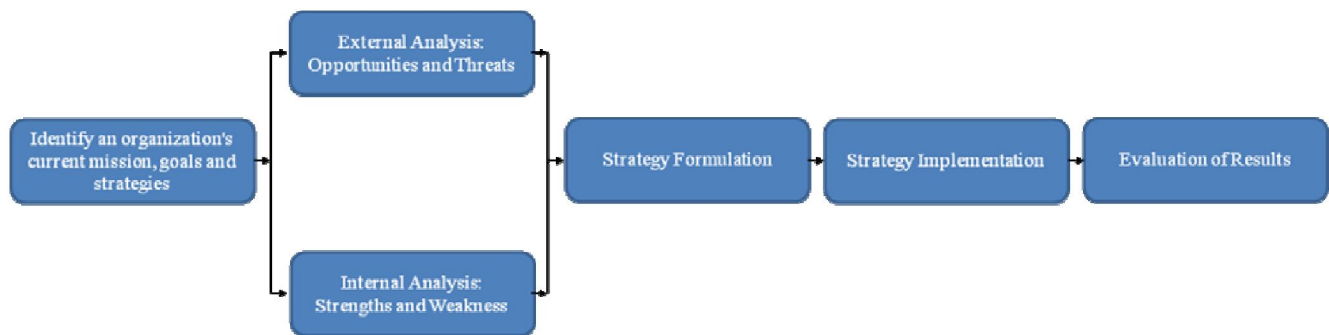 External Analysis:
Opportunities and Threats
Identify an organization's
current mission, goals and
strategies
Strategy Formulation
Strategy Implementation
Evaluation of Results
Internal Analysis:
Strengths and Weakness